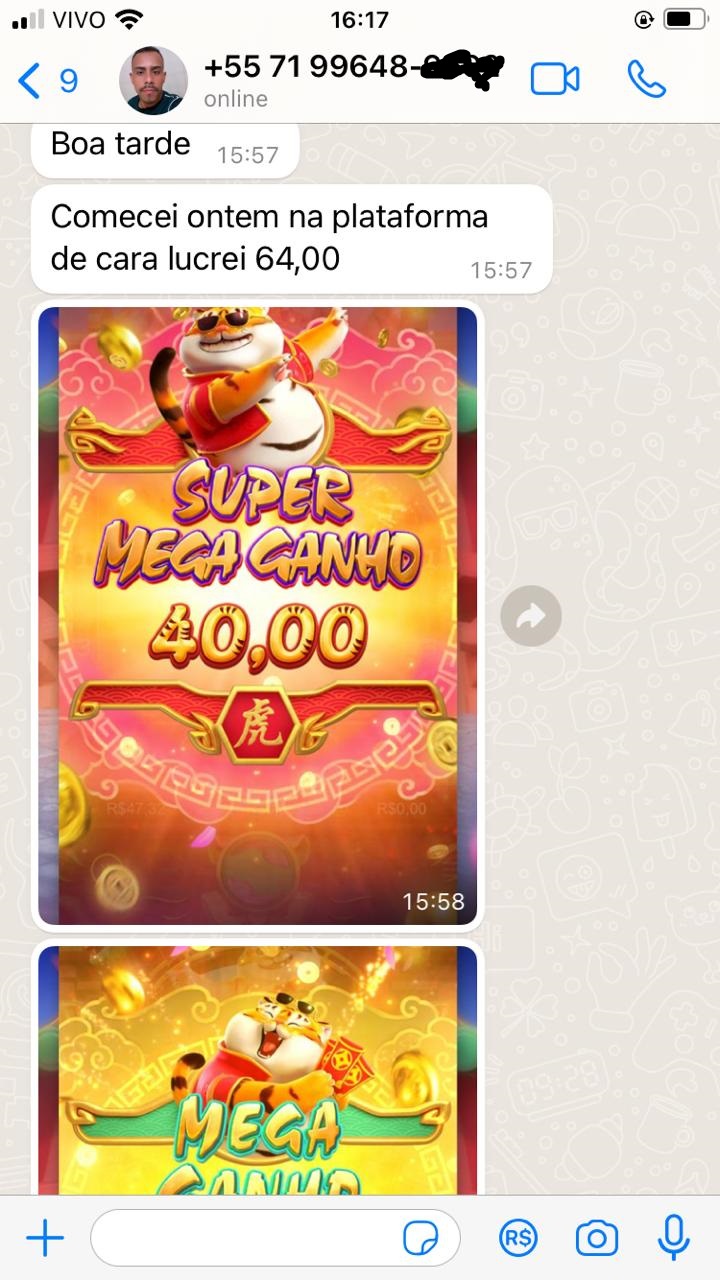 VIVO 16:17
9 +55 71 99648-
online
Boa tarde 15:57
Comecei ontem na plataforma
de cara lucrei 64,00 15:57
SUPER
MEGA GANHO
40,00
虎
R$47,32 R$0,00
15:58
MEGA
GANHO
R$